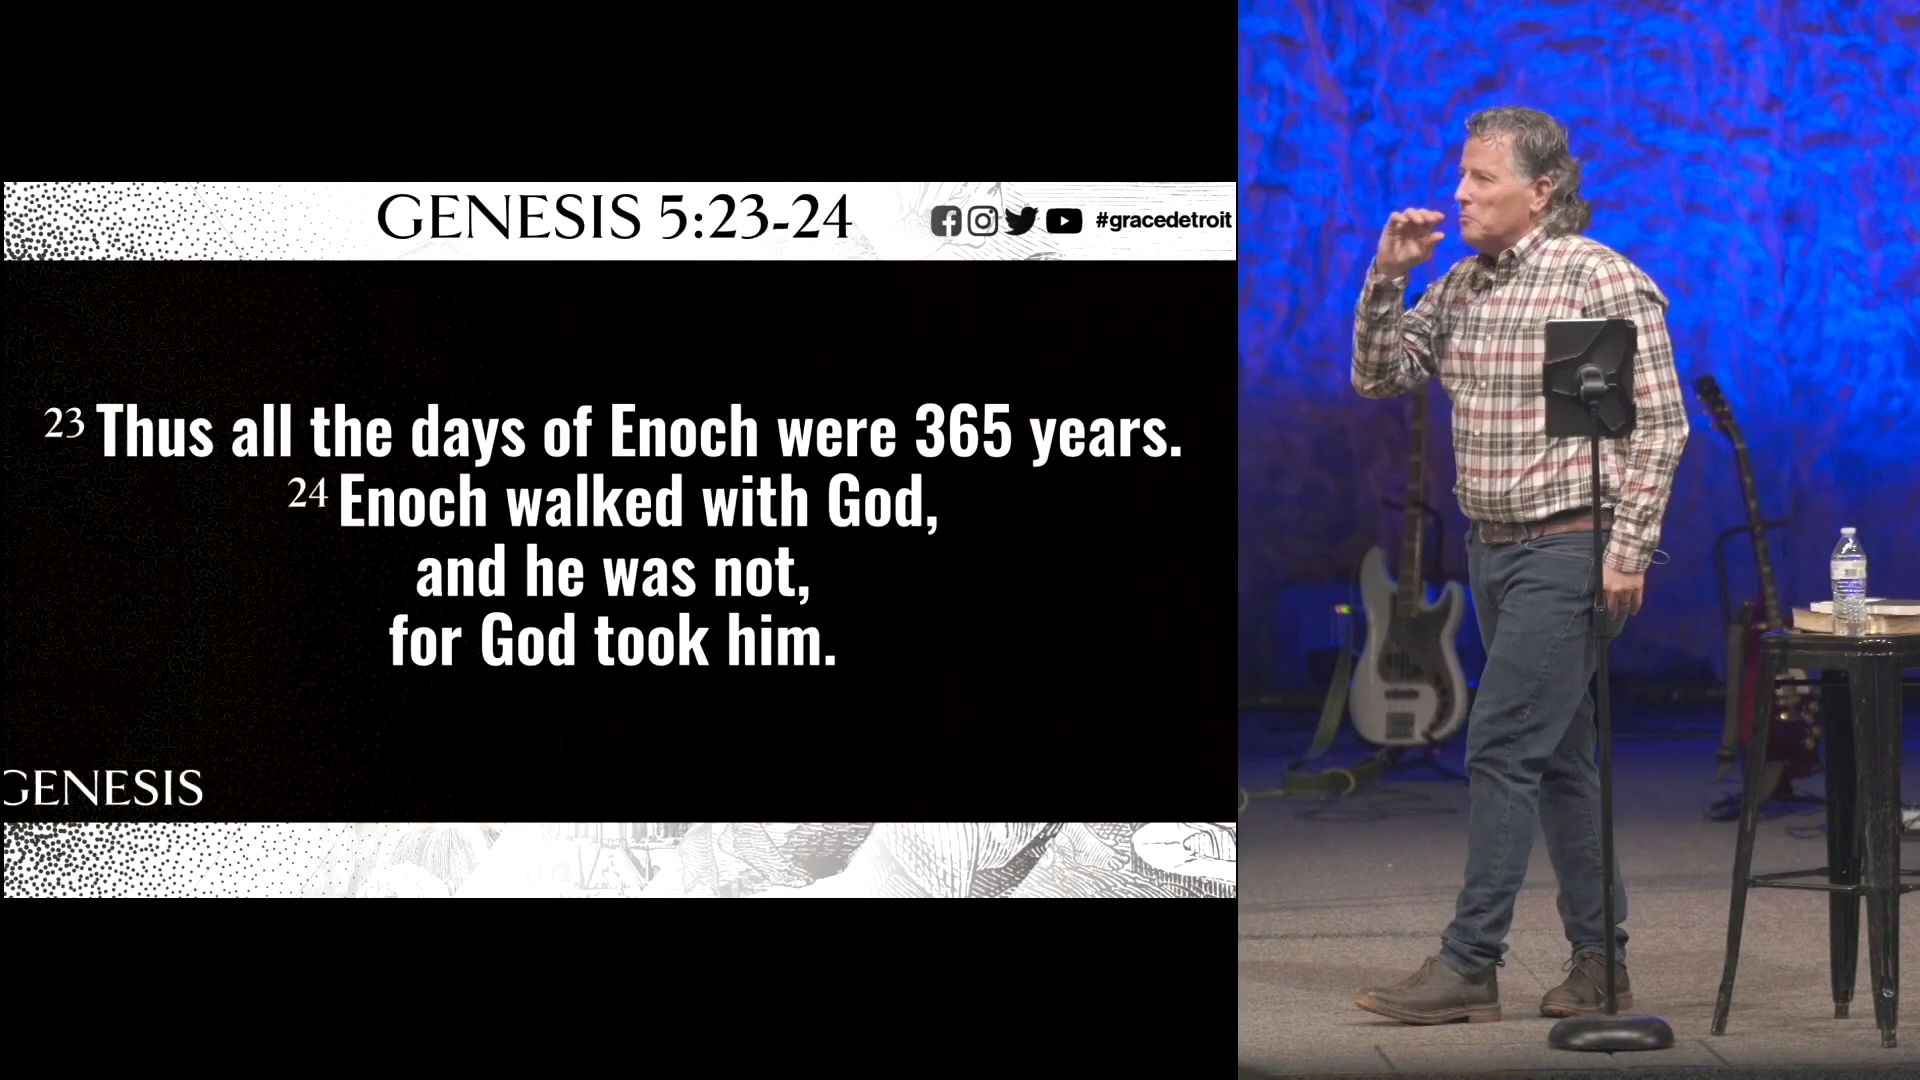 GENESIS 5:23-24
#gracedetroit
23 Thus all the days of Enoch were 365 years.
24 Enoch walked with God,
and he was not,
for God took him.
GENESIS